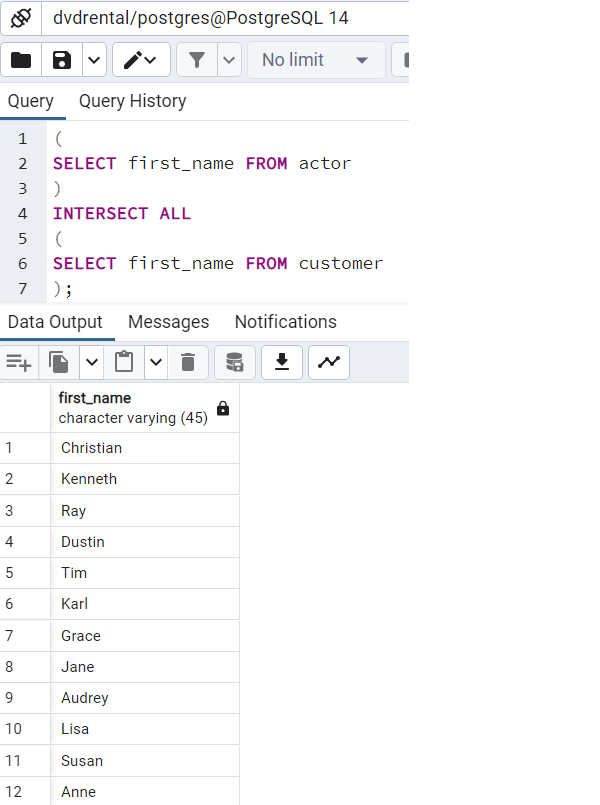 dvdrental/postgres@PostgreSQL 14
No limit
Query Query History
1 (
2 SELECT first_name FROM actor
3 )
4 INTERSECT ALL
5 (
6 SELECT first_name FROM customer
7 );
Data Output Messages Notifications
first_name
character varying (45)
1 Christian
2 Kenneth
3 Ray
4 Dustin
5 Tim
6 Karl
7 Grace
8 Jane
9 Audrey
10 Lisa
11 Susan
12 Anne